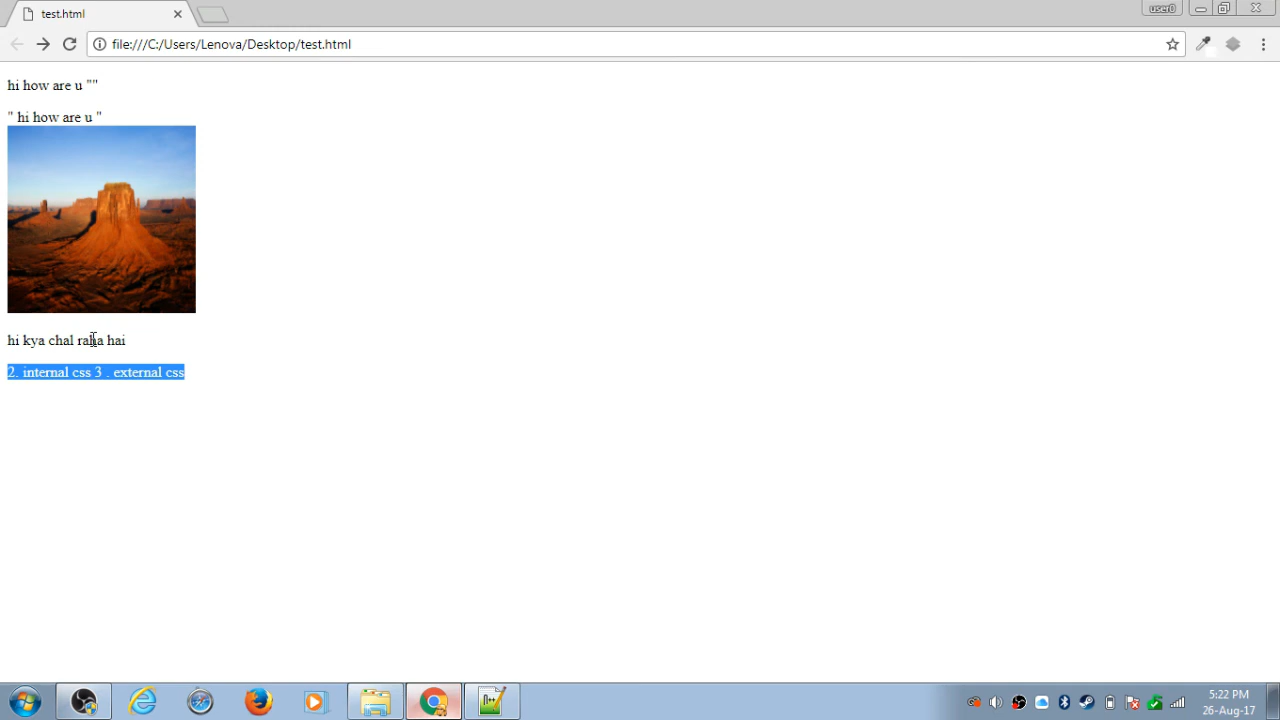 test.html
user0
file:///C:/Users/Lenova/Desktop/test.html
hi how are u ""
" hi how are u "
hi kya chal raha hai
2. internal css 3 . external css
5:22 PM
26-Aug-17